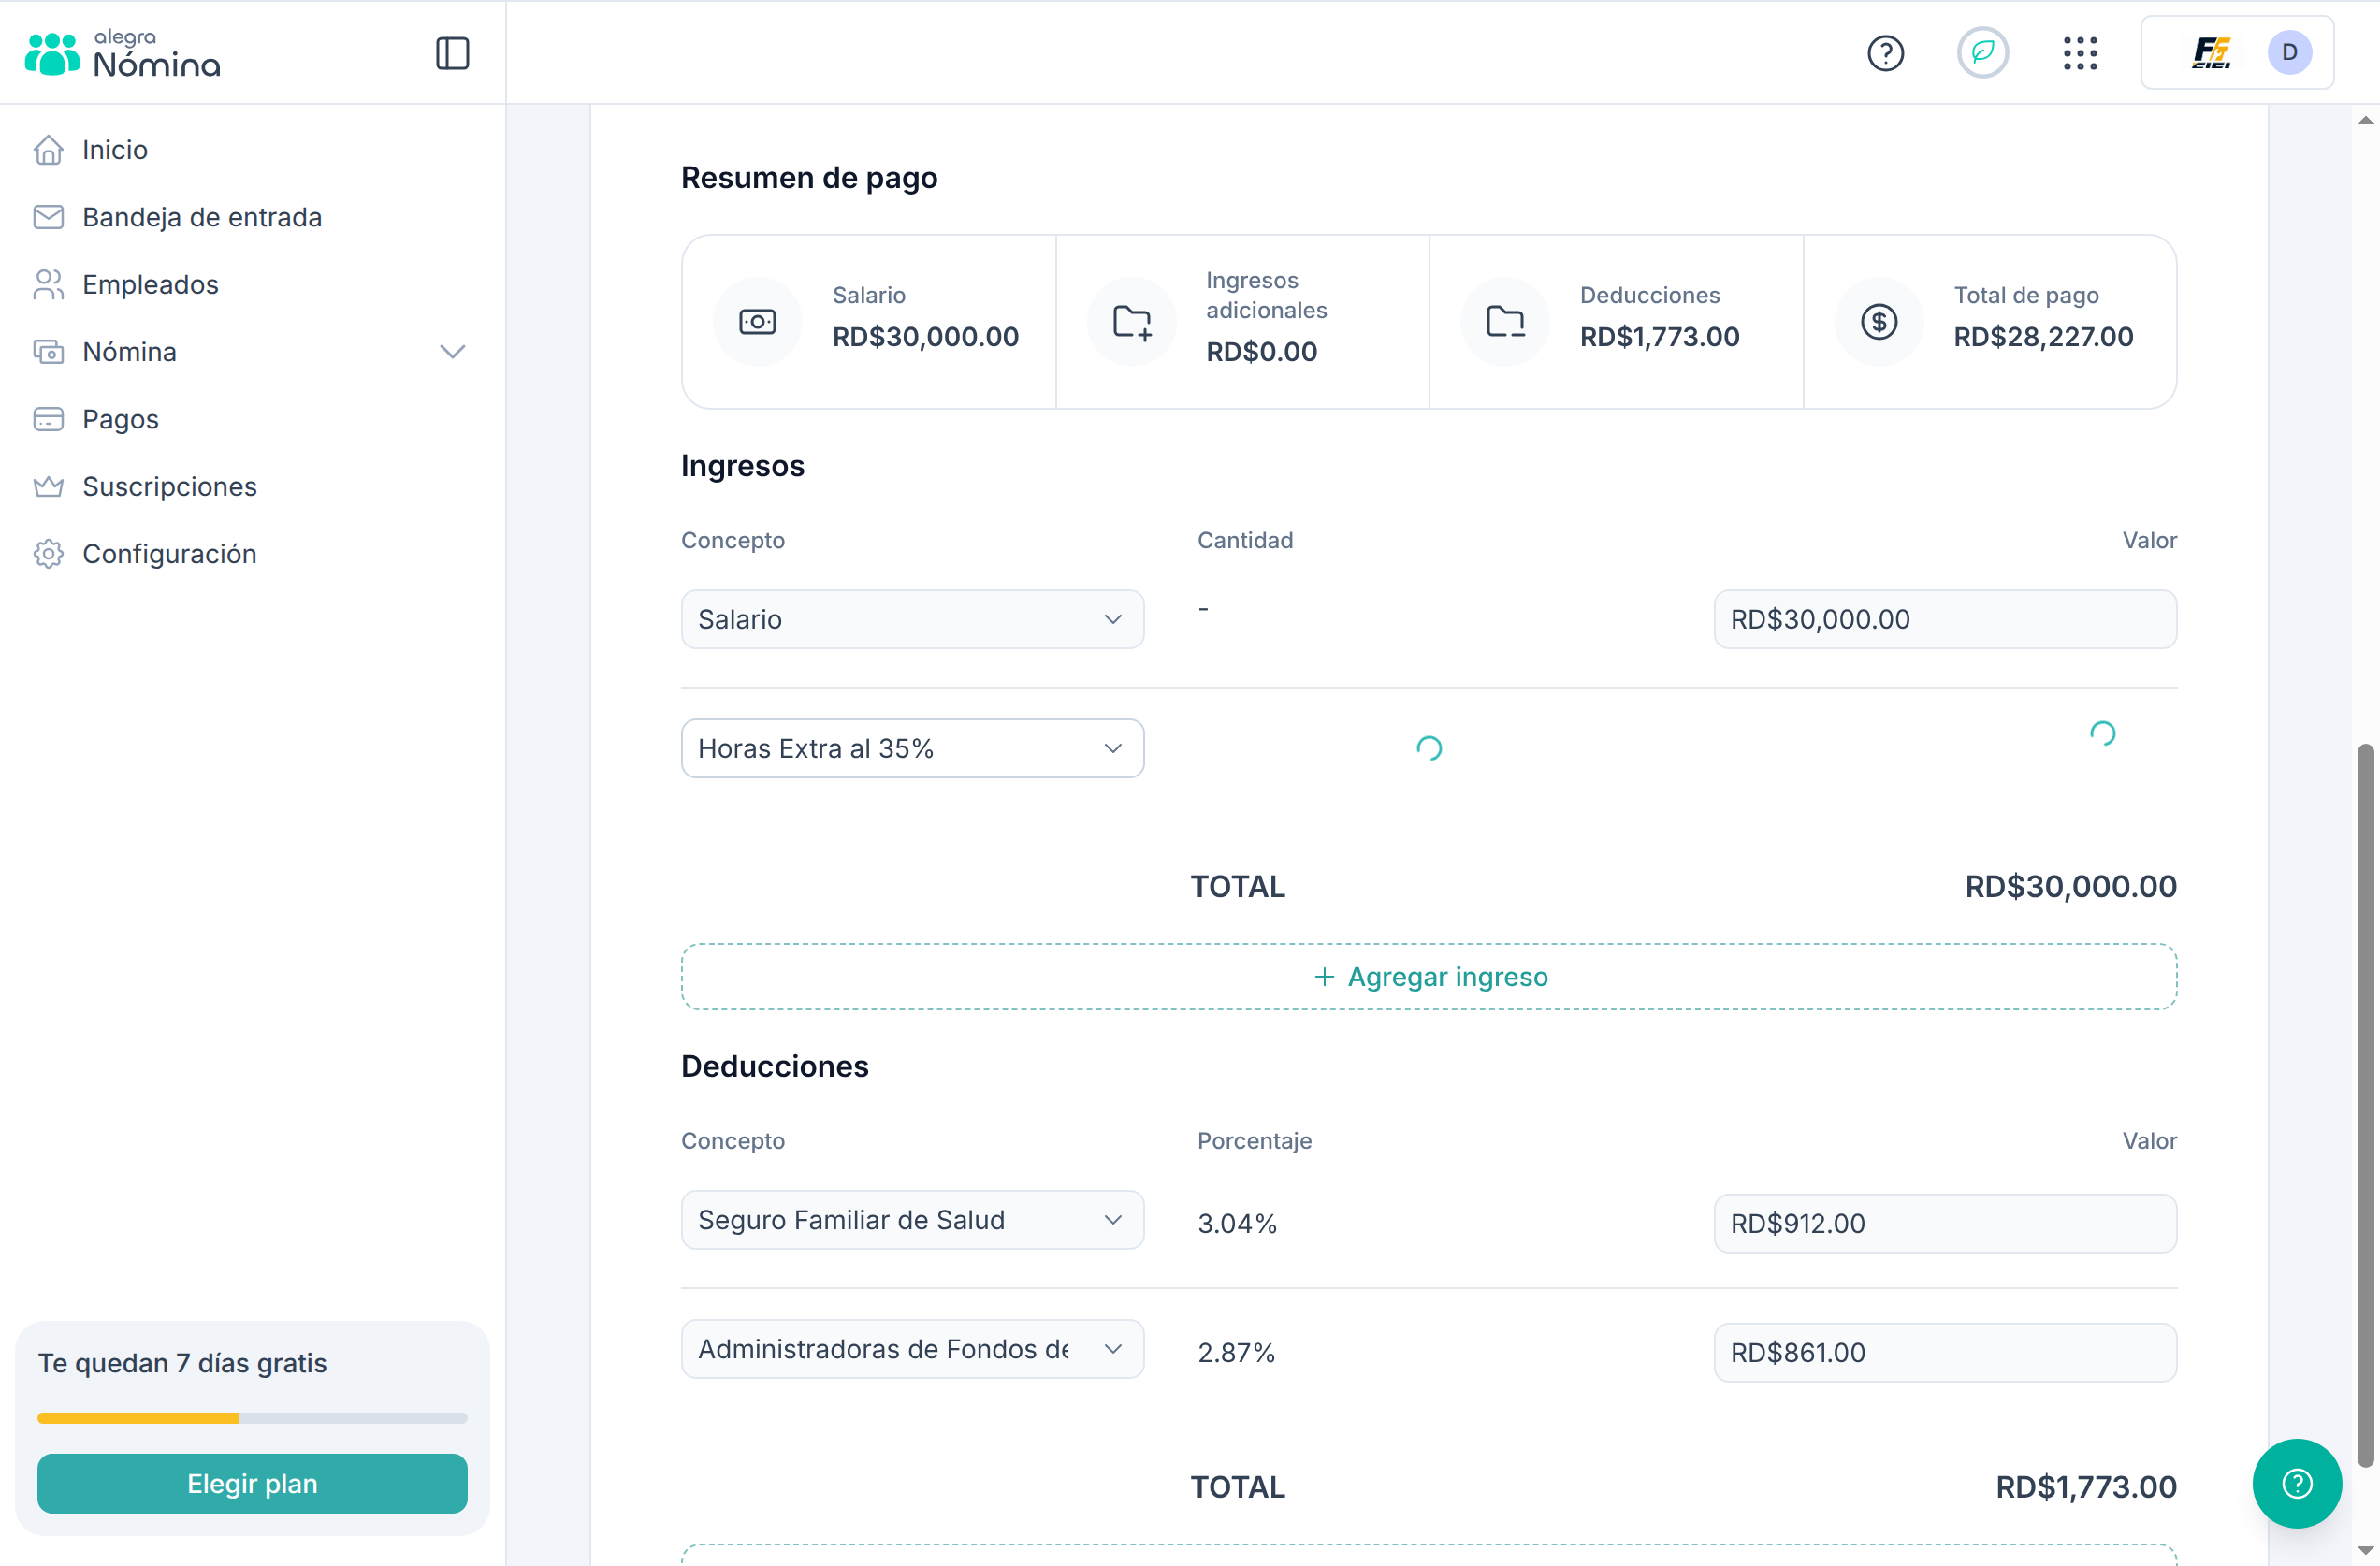 alegra
Nómina
D
Inicio
Bandeja de entrada
Empleados
Nómina
Pagos
Suscripciones
Configuración
Te quedan 7 días gratis
Elegir plan
Resumen de pago
Salario
RD$30,000.00
Ingresos
adicionales
RD$0.00
Deducciones
RD$1,773.00
Total de pago
RD$28,227.00
Ingresos
Concepto Cantidad Valor
Salario - RD$30,000.00
Horas Extra al 35%
TOTAL RD$30,000.00
+ Agregar ingreso
Deducciones
Concepto Porcentaje Valor
Seguro Familiar de Salud 3.04% RD$912.00
Administradoras de Fondos de 2.87% RD$861.00
TOTAL RD$1,773.00